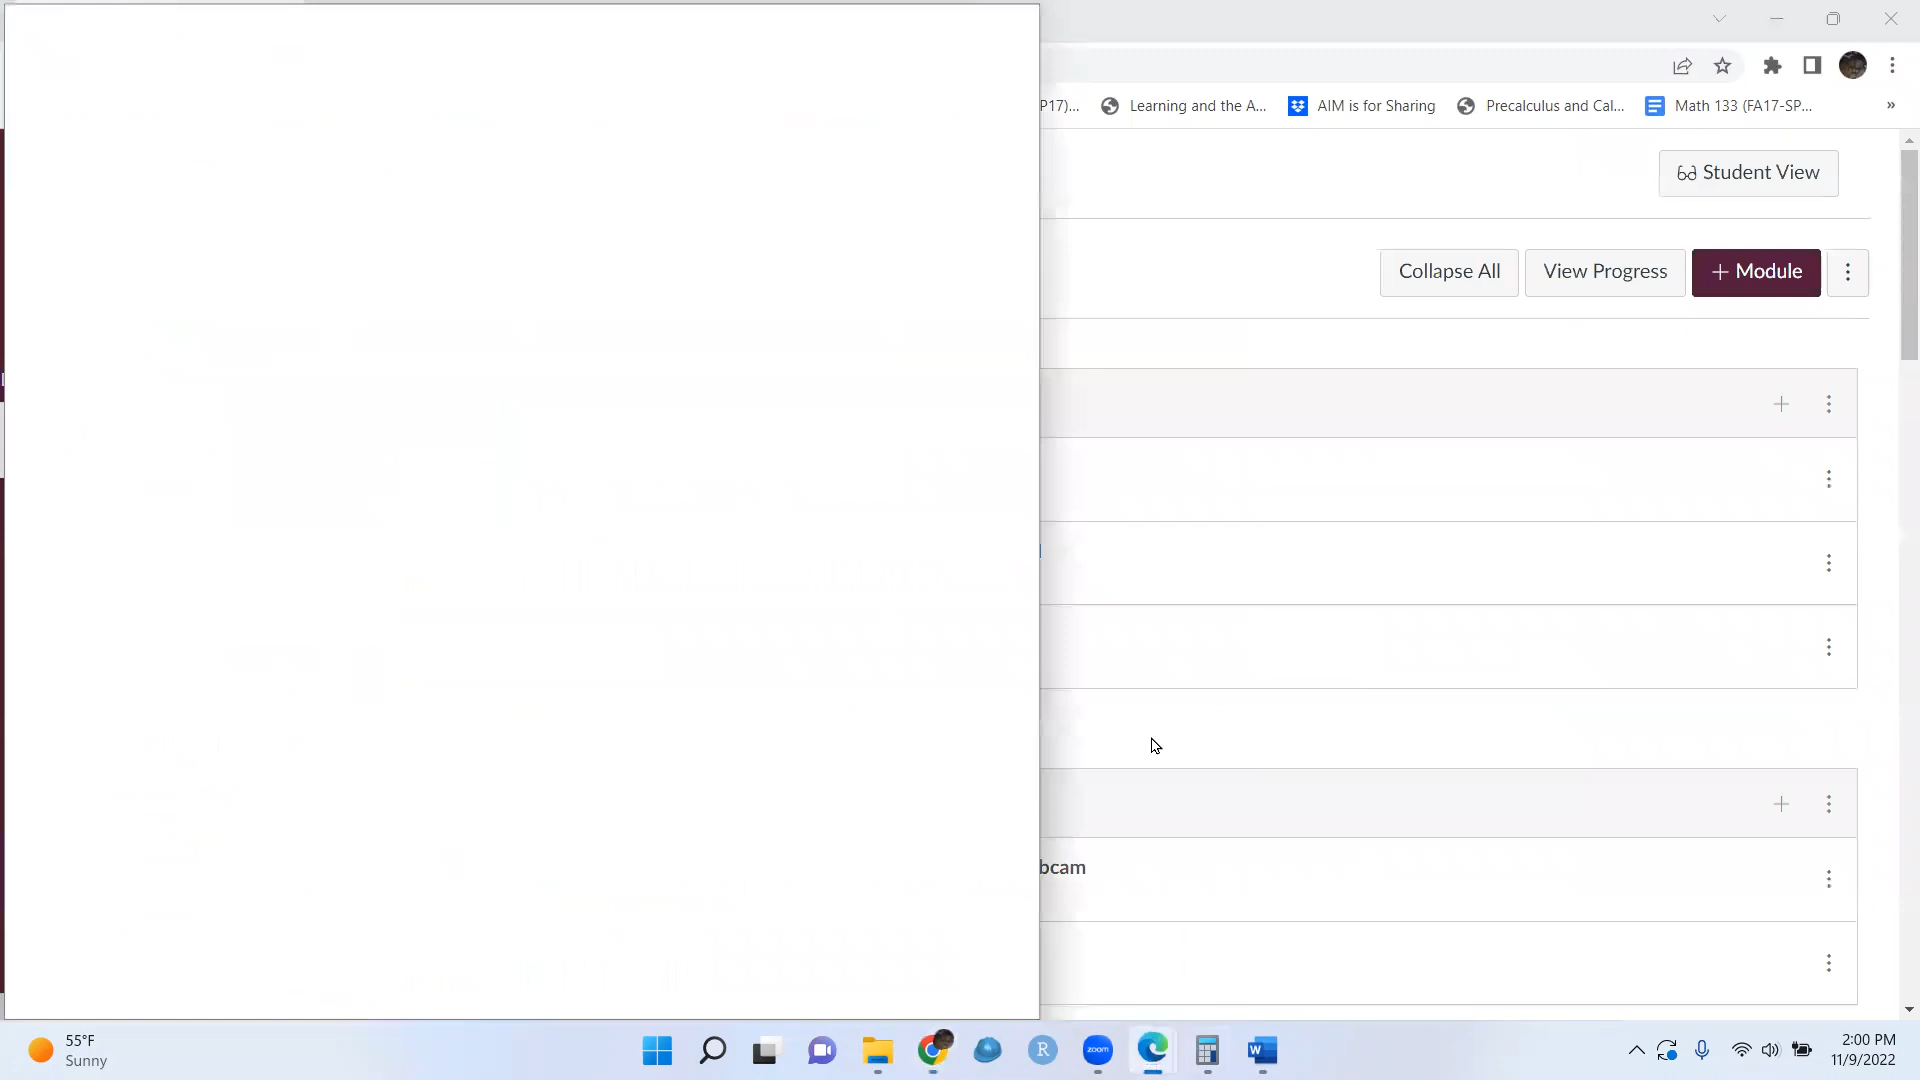 P17)...
Learning and the A...
AIM is for Sharing
Precalculus and Cal...
Math 133 (FA17-SP...
»
Student View
Collapse All
View Progress
+ Module
bcam
55°F
Sunny
R
zoom
W
2:00 PM
11/9/2022